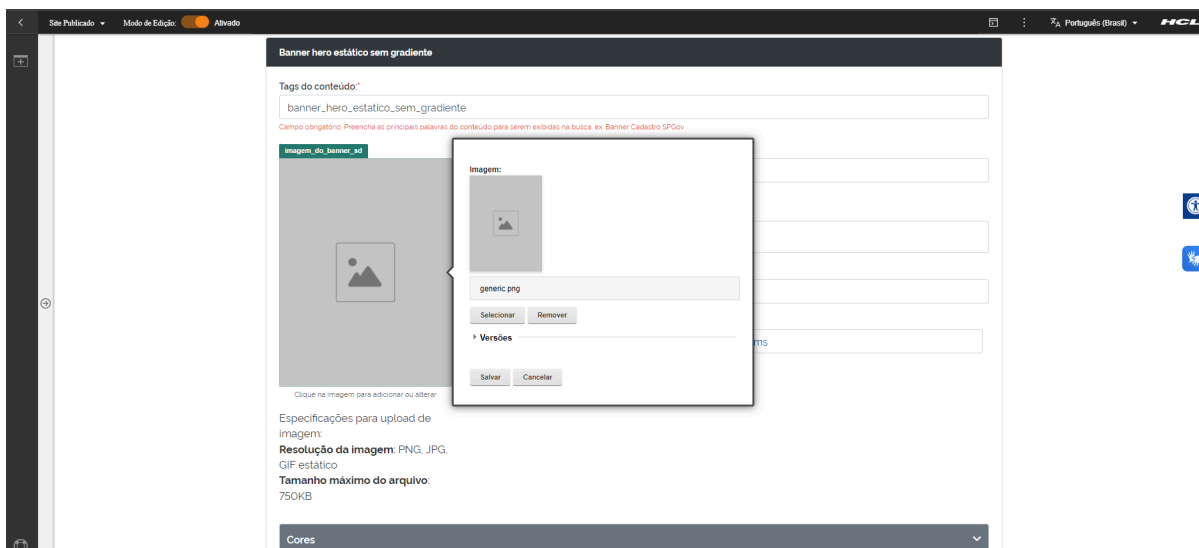 Site Publicado
Modo de Edição:
Ativado
Português (Brasil)
HCL
Banner hero estático sem gradiente
Tags do conteúdo:*
banner_hero_estatico_sem_gradiente
Campo obrigatório. Preencha as principais palavras do conteúdo para serem exibidas na busca. ex: Banner Cadastro SPGov
imagem_do_banner_sd
Imagem:
generic.png
Selecionar
Remover
Versões
ms
Salvar
Cancelar
Clique na imagem para adicionar ou alterar
Especificações para upload de
imagem:
Resolução da imagem: PNG, JPG,
GIF estático
Tamanho máximo do arquivo:
750KB
Cores